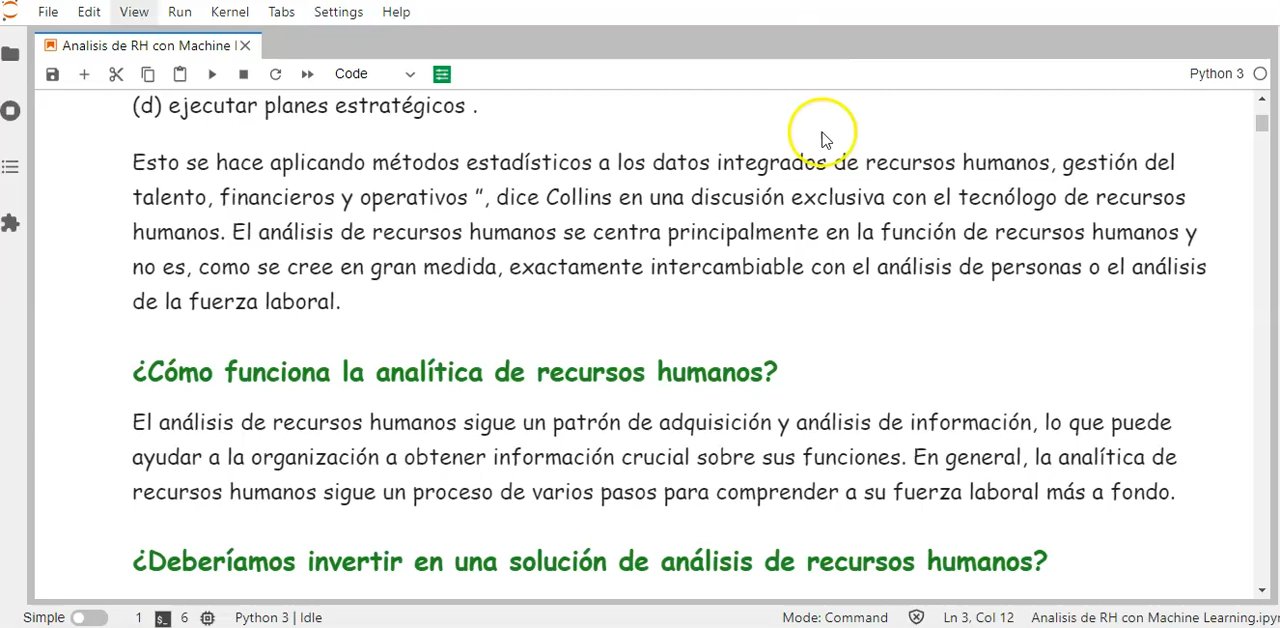 File Edit View Run Kernel Tabs Settings Help
Analisis de RH con Machine
Code
Python 3
(d) ejecutar planes estratégicos .
Esto se hace aplicando métodos estadísticos a los datos integrados de recursos humanos, gestión del
talento, financieros y operativos ”, dice Collins en una discusión exclusiva con el tecnólogo de recursos
humanos. El análisis de recursos humanos se centra principalmente en la función de recursos humanos y
no es, como se cree en gran medida, exactamente intercambiable con el análisis de personas o el análisis
de la fuerza laboral.
¿Cómo funciona la analítica de recursos humanos?
El análisis de recursos humanos sigue un patrón de adquisición y análisis de información, lo que puede
ayudar a la organización a obtener información crucial sobre sus funciones. En general, la analítica de
recursos humanos sigue un proceso de varios pasos para comprender a su fuerza laboral más a fondo.
¿Deberíamos invertir en una solución de análisis de recursos humanos?
Simple 1 6 Python 3 | Idle Mode: Command Ln 3, Col 12 Analisis de RH con Machine Learning.ipy